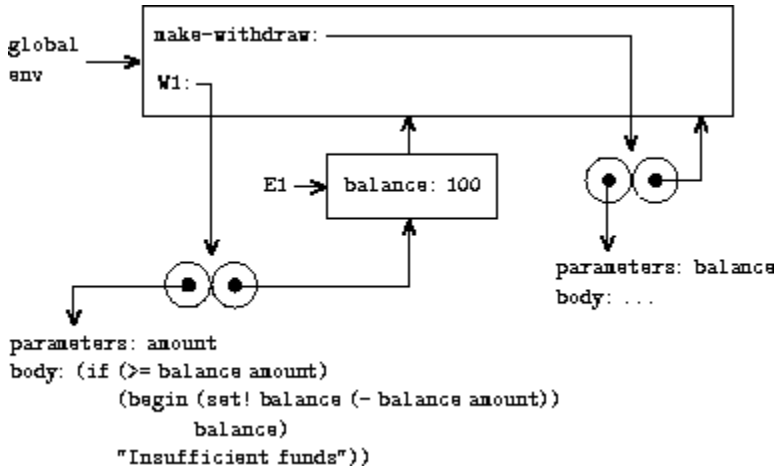 make-withdraw:
global
env
W1:
E1
balance: 100
parameters: balance
body: ...
parameters: amount
body: (if (>= balance amount)
(begin (set! balance (- balance amount))
balance)
"Insufficient funds"))